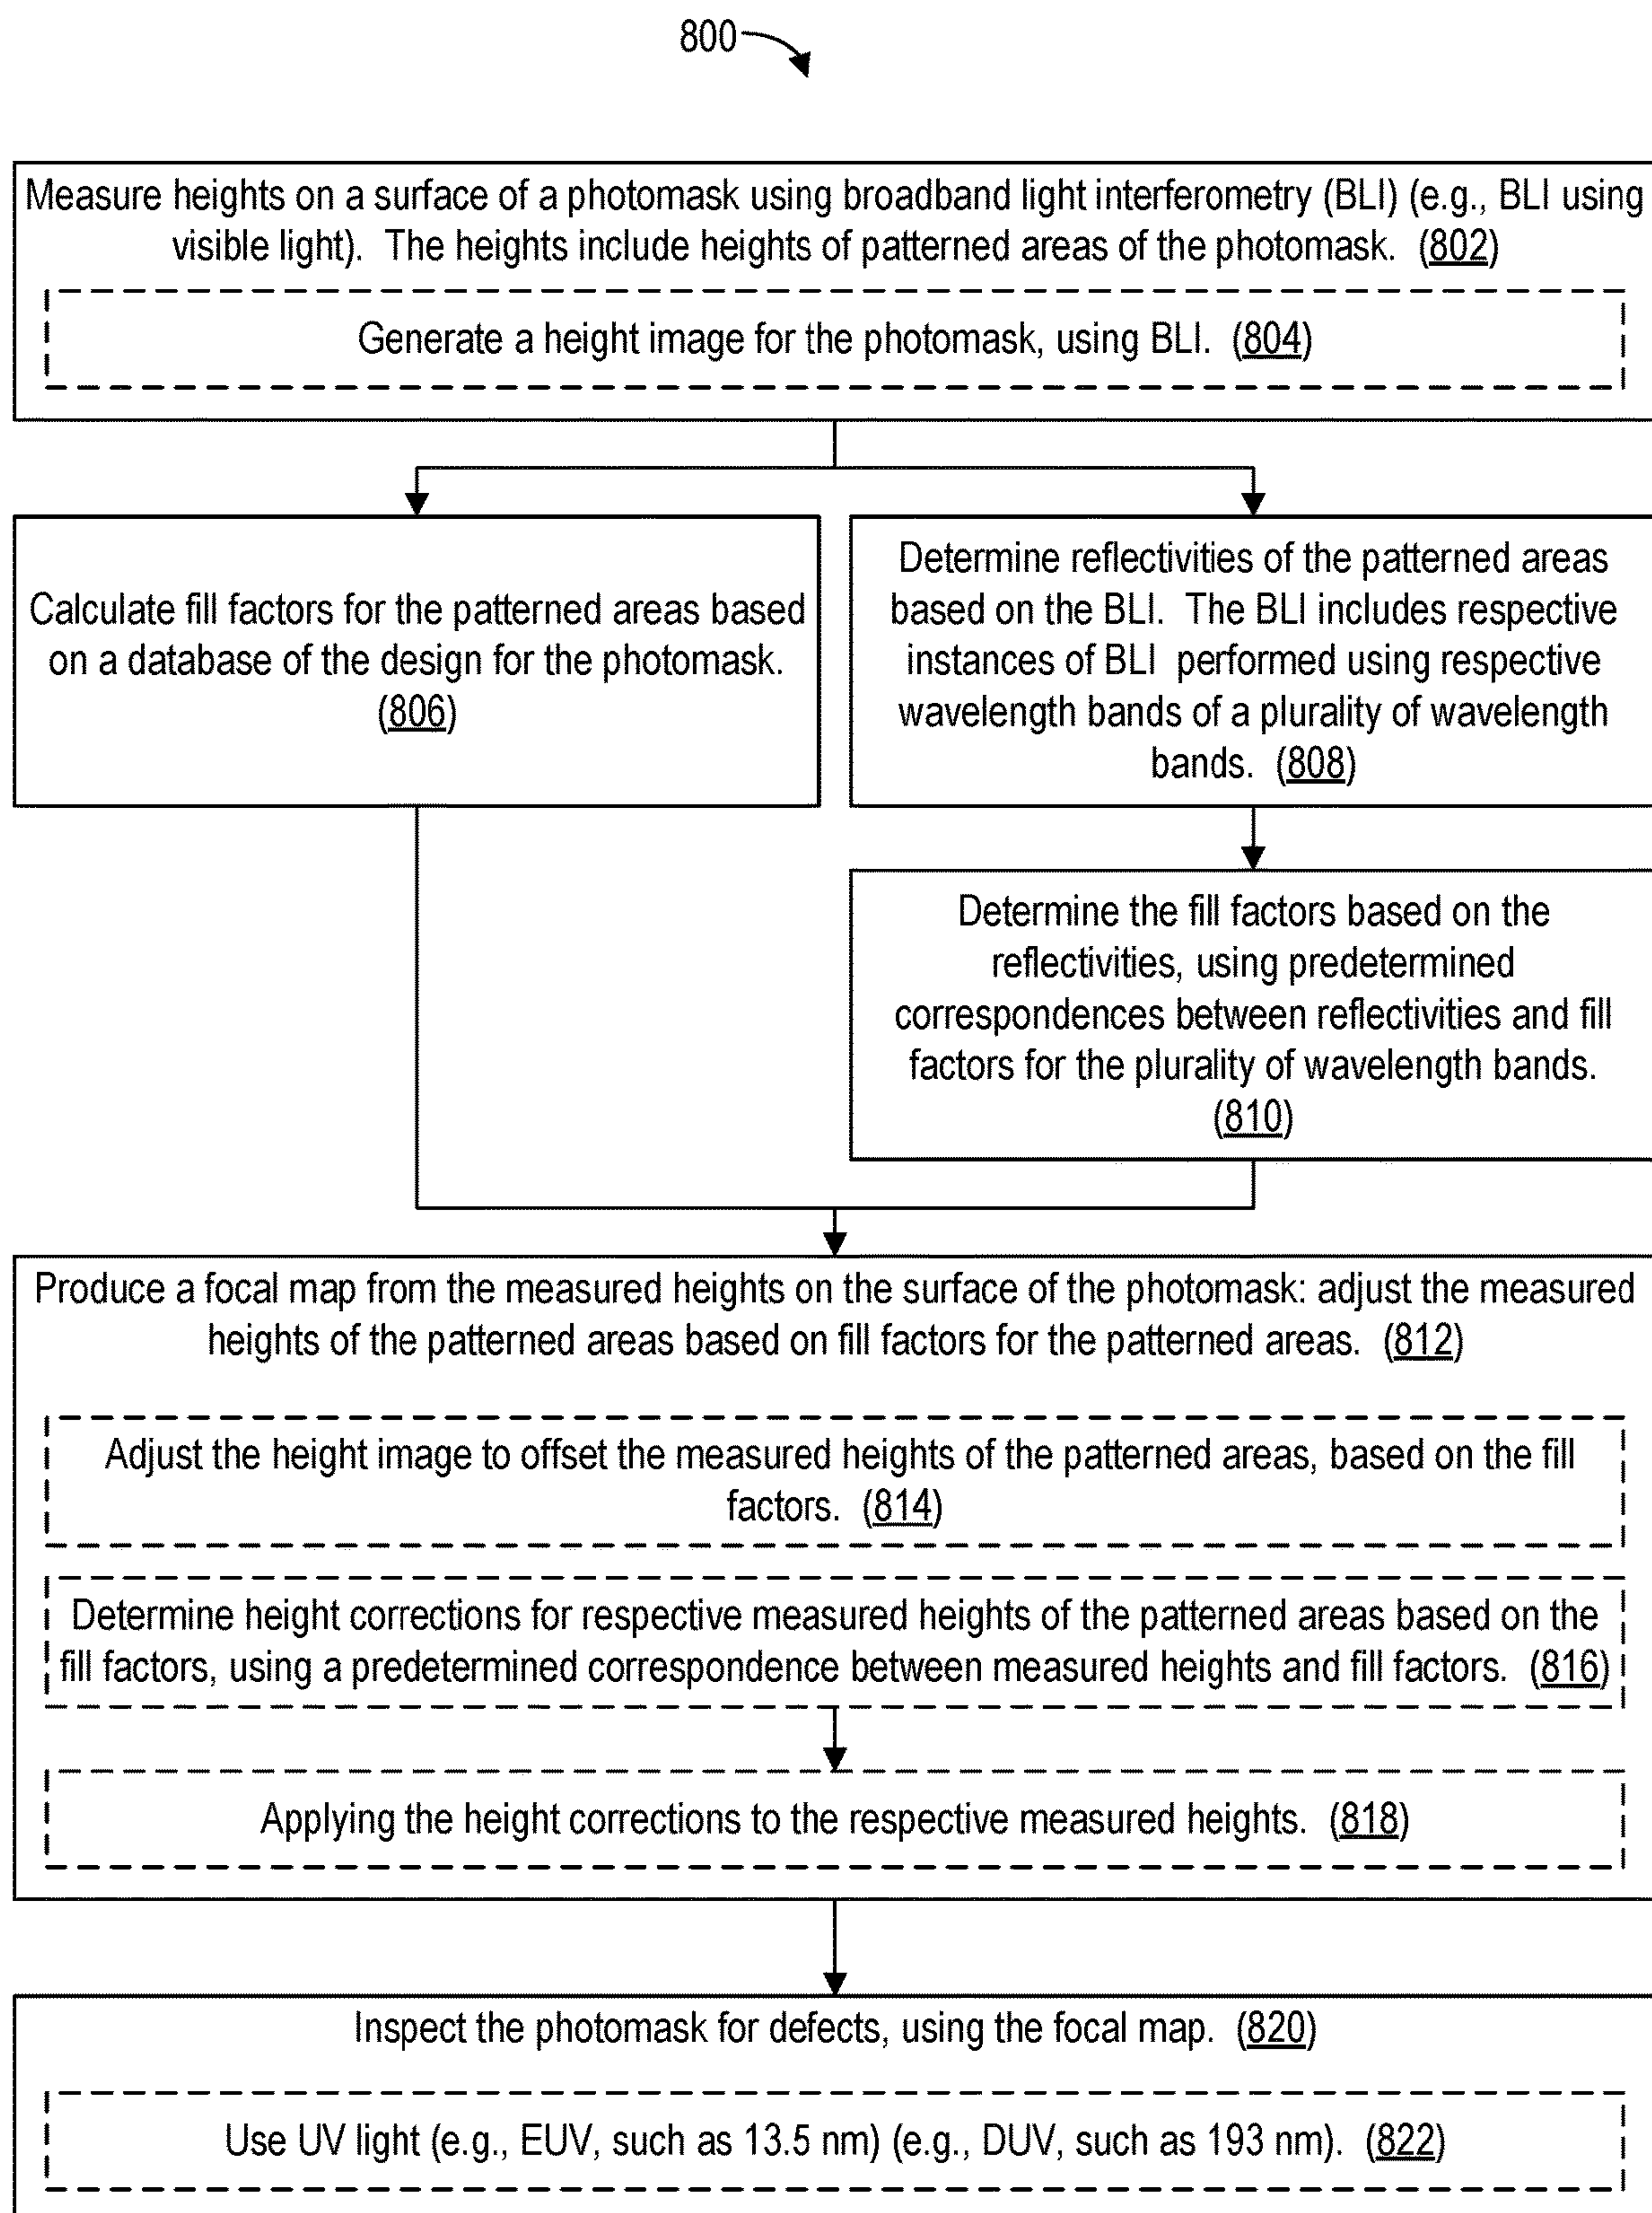 800
Measure heights on a surface of a photomask using broadband light interferometry (BLI) (e.g., BLI using
visible light). The heights include heights of patterned areas of the photomask. (802)
Generate a height image for the photomask, using BLI. (804)
Calculate fill factors for the patterned areas based
on a database of the design for the photomask.
(806)
Determine reflectivities of the patterned areas
based on the BLI. The BLI includes respective
instances of BLI performed using respective
wavelength bands of a plurality of wavelength
bands. (808)
Determine the fill factors based on the
reflectivities, using predetermined
correspondences between reflectivities and fill
factors for the plurality of wavelength bands.
(810)
Produce a focal map from the measured heights on the surface of the photomask: adjust the measured
heights of the patterned areas based on fill factors for the patterned areas. (812)
Adjust the height image to offset the measured heights of the patterned areas, based on the fill
factors. (814)
Determine height corrections for respective measured heights of the patterned areas based on the
fill factors, using a predetermined correspondence between measured heights and fill factors. (816)
Applying the height corrections to the respective measured heights. (818)
Inspect the photomask for defects, using the focal map. (820)
Use UV light (e.g., EUV, such as 13.5 nm) (e.g., DUV, such as 193 nm). (822)